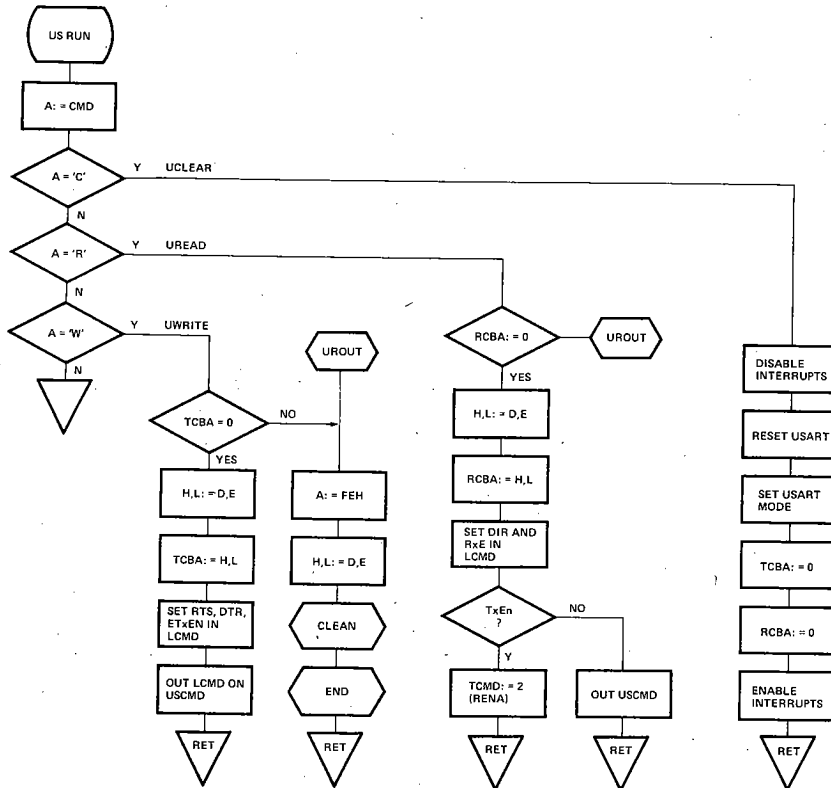 US RUN
A: = CMD
A = 'C'
Y UCLEAR
N
A = 'R'
Y UREAD
N
A = 'W'
Y UWRITE
N
TCBA = 0
NO
YES
H,L: = D,E
TCBA: = H,L
SET RTS, DTR,
ETxEN IN
LCMD
OUT LCMD ON
USCMD
RET
UROUT
A: = FEH
H,L: = D,E
CLEAN
END
RET
RCBA: = 0
UROUT
YES
H,L: = D,E
RCBA: = H,L
SET DIR AND
RxE IN
LCMD
TxEn
?
NO
Y
TCMD: = 2
(RENA)
RET
OUT USCMD
RET
DISABLE
INTERRUPTS
RESET USART
SET USART
MODE
TCBA: = 0
RCBA: = 0
ENABLE
INTERRUPTS
RET